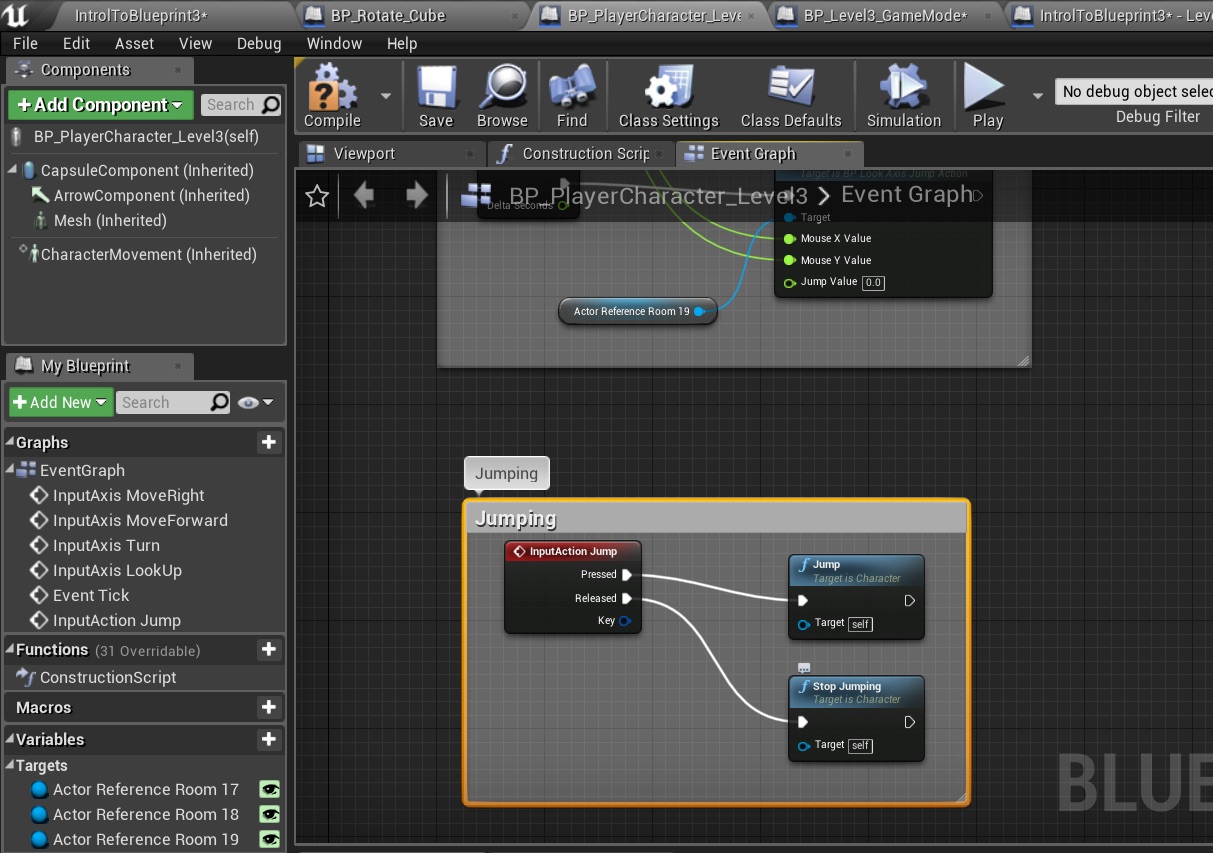 IntrolToBlueprint3*
BP_Rotate_Cube
BP_PlayerCharacter_Leve
BP_Level3_GameMode*
IntrolToBlueprint3* - Lev
File Edit Asset View Debug Window Help
Components
+Add Component
Search
BP_PlayerCharacter_Level3(self)
CapsuleComponent (Inherited)
ArrowComponent (Inherited)
Mesh (Inherited)
CharacterMovement (Inherited)
My Blueprint
+Add New
Search
Graphs
EventGraph
InputAxis MoveRight
InputAxis MoveForward
InputAxis Turn
InputAxis LookUp
Event Tick
InputAction Jump
Functions (31 Overridable)
ConstructionScript
Macros
Variables
Targets
Actor Reference Room 17
Actor Reference Room 18
Actor Reference Room 19
Compile
Save
Browse
Find
Class Settings
Class Defaults
Simulation
Play
No debug object selec
Debug Filter
Viewport
Construction Scrip
Event Graph
BP_PlayerCharacter_Level3 > Event Graph
Target is BP Look Axis Jump Action
Delta Seconds
Target
Mouse X Value
Mouse Y Value
Jump Value 0.0
Actor Reference Room 19
Jumping
Jumping
InputAction Jump
Pressed
Released
Key
Jump
Target is Character
Target self
Stop Jumping
Target is Character
Target self
BLUE